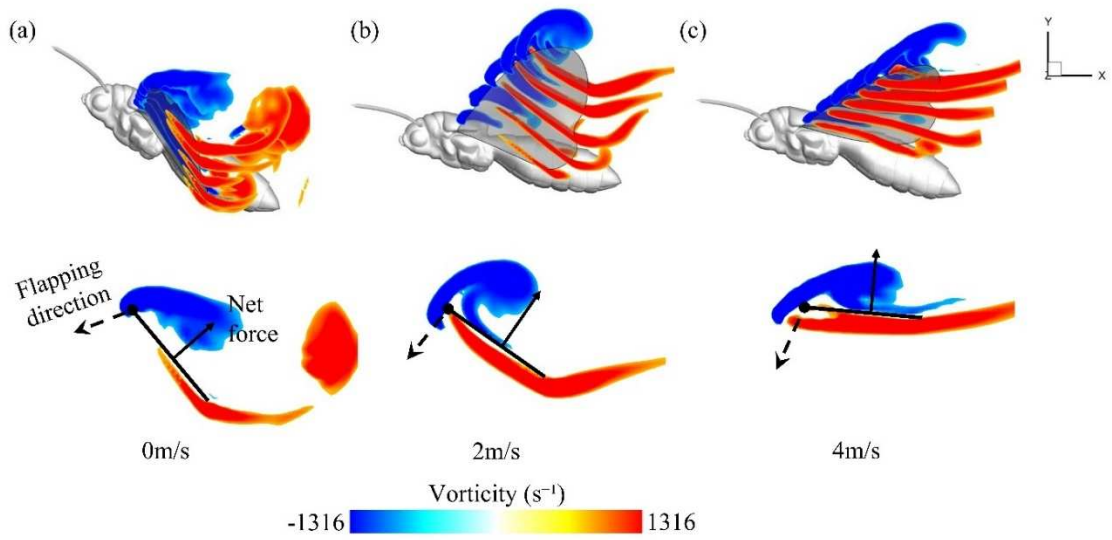 (a)
(b)
(c)
Y
Z
X
Flapping
direction
Net
force
0m/s
2m/s
4m/s
Vorticity (s⁻¹)
-1316
1316